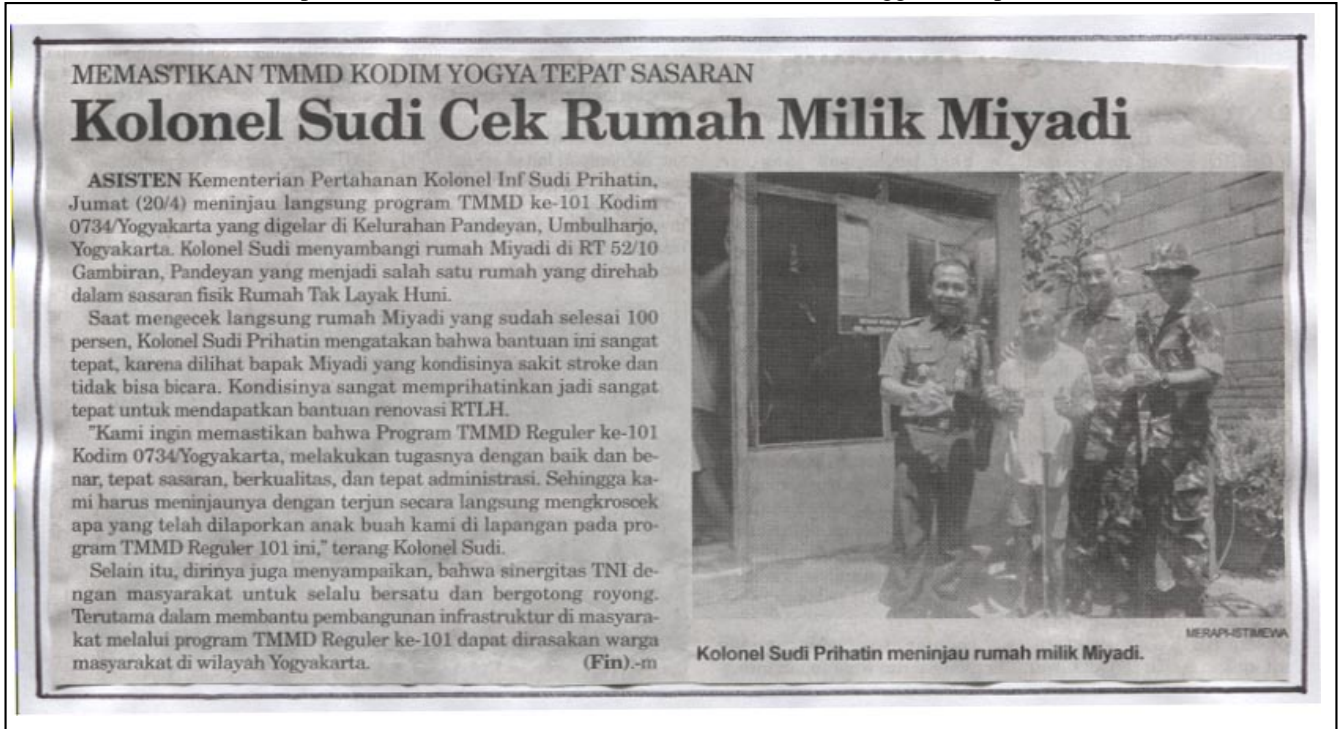 MEMASTIKAN TMMD KODIM YOGYA TEPAT SASARAN
Kolonel Sudi Cek Rumah Milik Miyadi
ASISTEN Kementerian Pertahanan Kolonel Inf Sudi Prihatin,
Jumat (20/4) meninjau langsung program TMMD ke-101 Kodim
0734/Yogyakarta yang digelar di Kelurahan Pandeyan, Umbulharjo,
Yogyakarta. Kolonel Sudi menyambangi rumah Miyadi di RT 52/10
Gambiran, Pandeyan yang menjadi salah satu rumah yang direhab
dalam sasaran fisik Rumah Tak Layak Huni.
Saat mengecek langsung rumah Miyadi yang sudah selesai 100
persen, Kolonel Sudi Prihatin mengatakan bahwa bantuan ini sangat
tepat, karena dilihat bapak Miyadi yang kondisinya sakit stroke dan
tidak bisa bicara. Kondisinya sangat memprihatinkan jadi sangat
tepat untuk mendapatkan bantuan renovasi RTLH.
"Kami ingin memastikan bahwa Program TMMD Reguler ke-101
Kodim 0734/Yogyakarta, melakukan tugasnya dengan baik dan be-
nar, tepat sasaran, berkualitas, dan tepat administrasi. Sehingga ka-
mi harus meninjaunya dengan terjun secara langsung mengkroscek
apa yang telah dilaporkan anak buah kami di lapangan pada pro-
gram TMMD Reguler 101 ini," terang Kolonel Sudi.
Selain itu, dirinya juga menyampaikan, bahwa sinergitas TNI de-
ngan masyarakat untuk selalu bersatu dan bergotong royong.
Terutama dalam membantu pembangunan infrastruktur di masyara-
kat melalui program TMMD Reguler ke-101 dapat dirasakan warga
masyarakat di wilayah Yogyakarta. (Fin).-m
MERAPI-ISTIMEWA
Kolonel Sudi Prihatin meninjau rumah milik Miyadi.